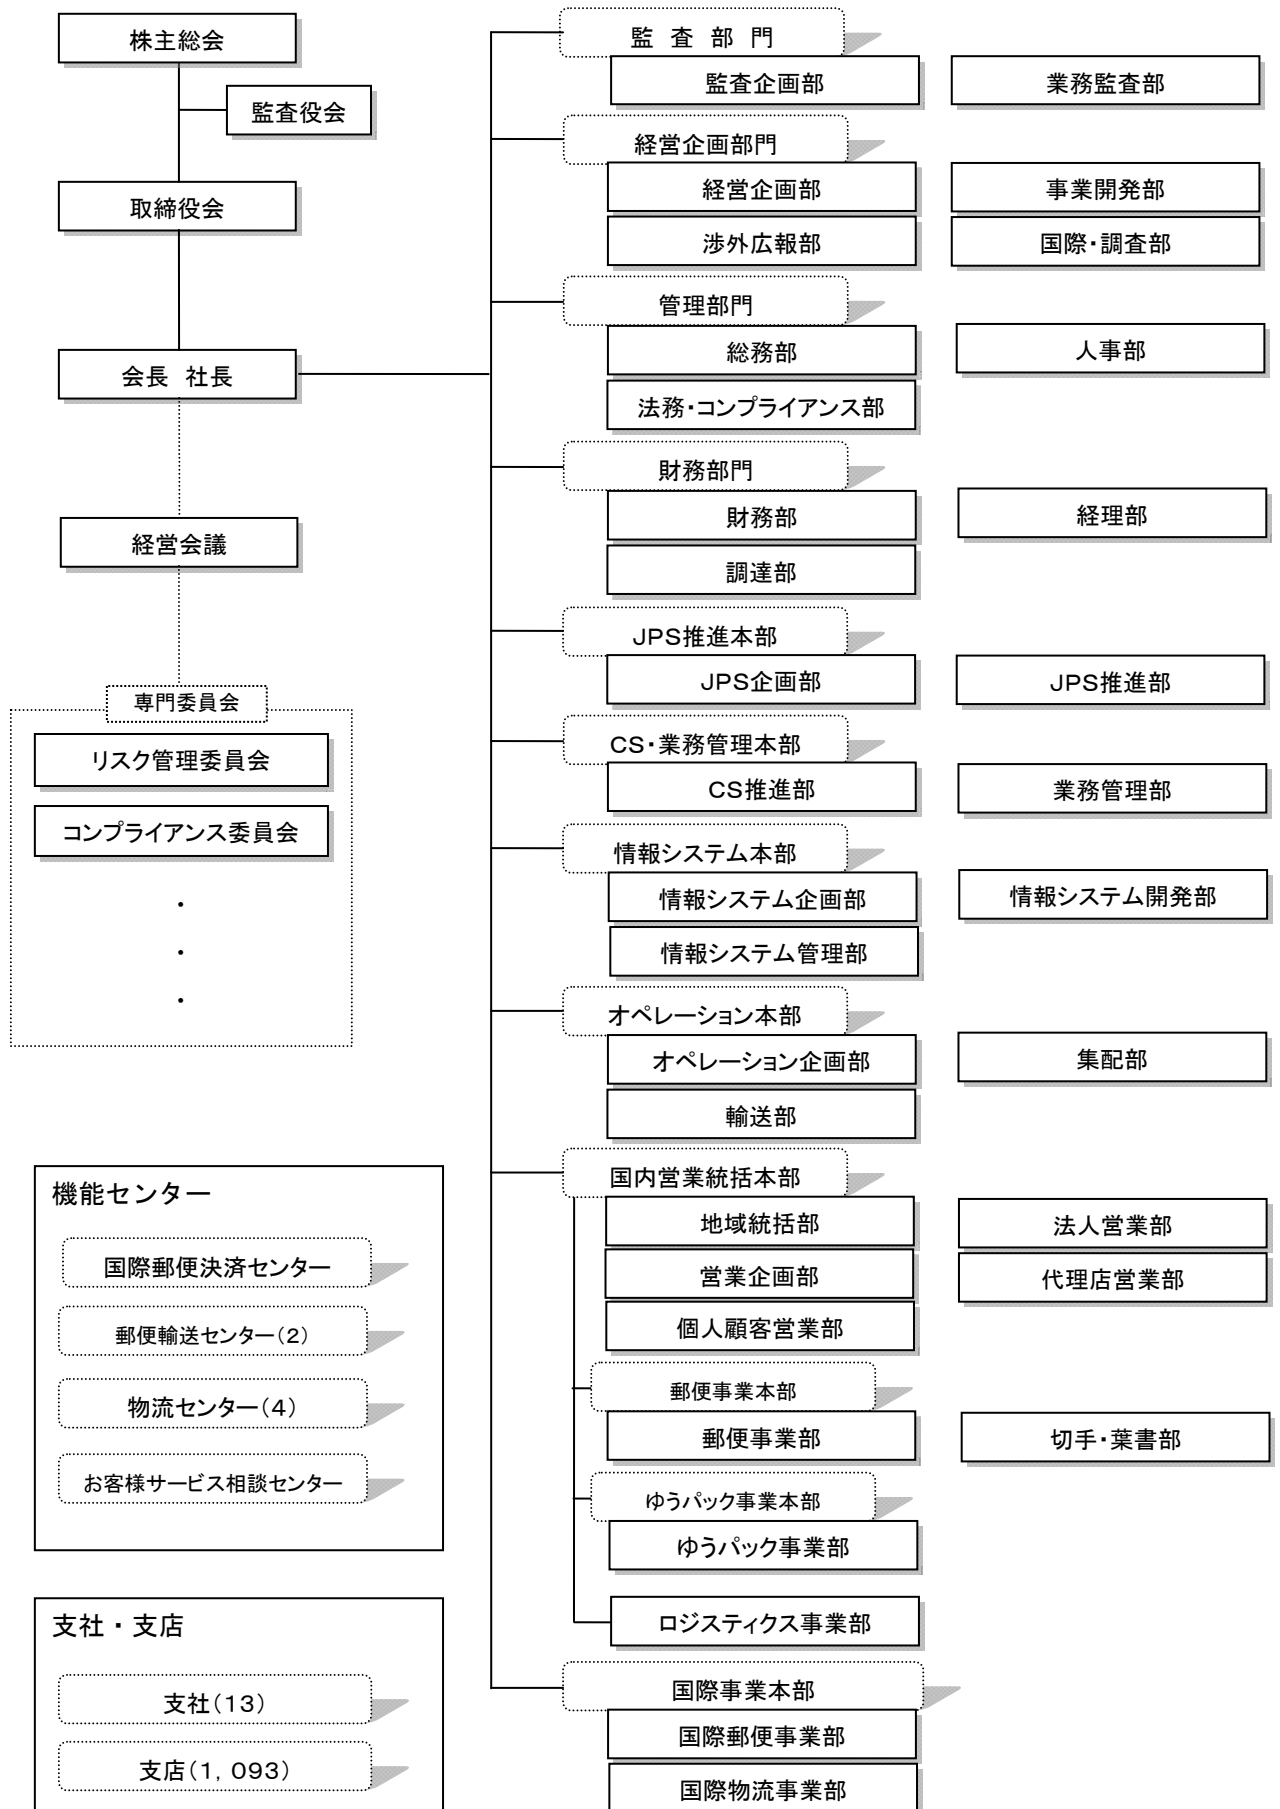 株主総会
監査役会
取締役会
会長 社長
経営会議
専門委員会
リスク管理委員会
コンプライアンス委員会
・
・
・
機能センター
国際郵便決済センター
郵便輸送センター(2)
物流センター(4)
お客様サービス相談センター
支社・支店
支社(13)
支店(1,093)
監 査 部 門
監査企画部 業務監査部
経営企画部門
経営企画部 事業開発部
渉外広報部 国際・調査部
管理部門
総務部 人事部
法務・コンプライアンス部
財務部門
財務部 経理部
調達部
JPS推進本部
JPS企画部 JPS推進部
CS・業務管理本部
CS推進部 業務管理部
情報システム本部
情報システム企画部 情報システム開発部
情報システム管理部
オペレーション本部
オペレーション企画部 集配部
輸送部
国内営業統括本部
地域統括部 法人営業部
営業企画部 代理店営業部
個人顧客営業部
郵便事業本部
郵便事業部 切手・葉書部
ゆうパック事業本部
ゆうパック事業部
ロジスティクス事業部
国際事業本部
国際郵便事業部
国際物流事業部